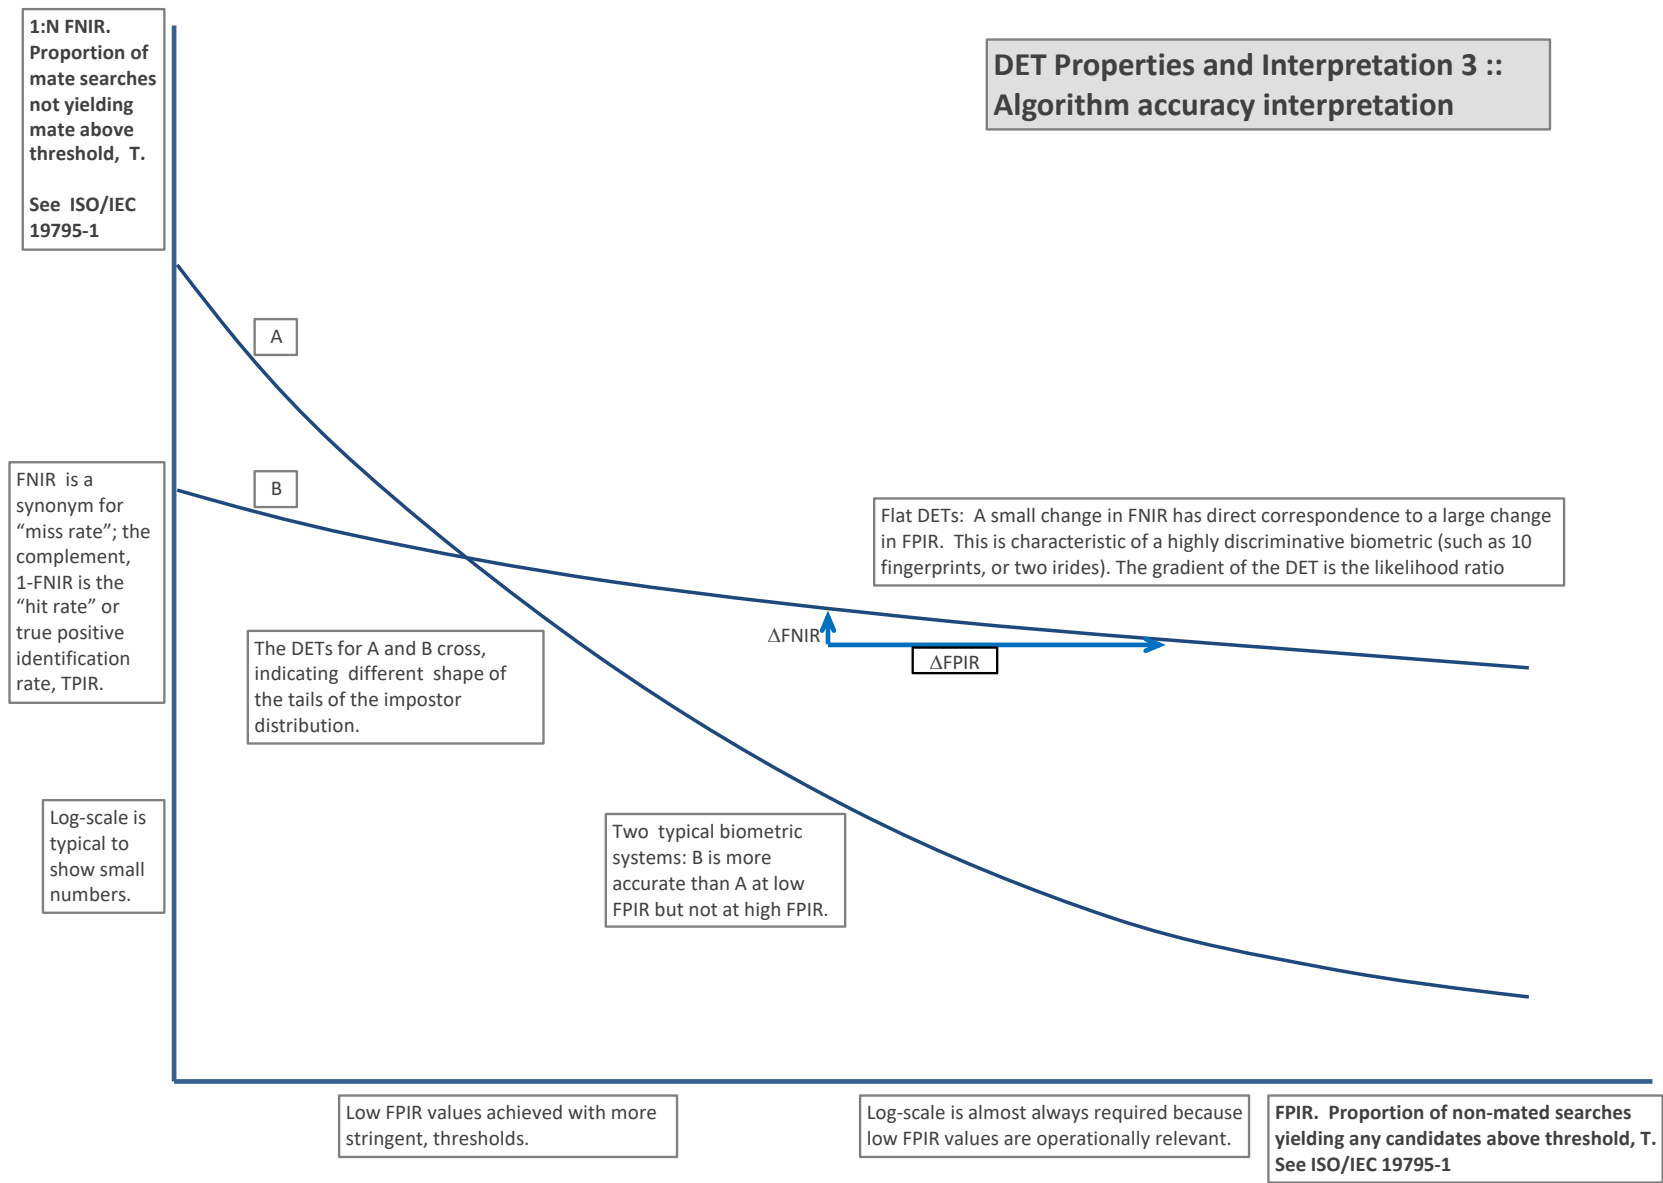 1:N FNIR.
Proportion of
mate searches
not yielding
mate above
threshold, T.
See ISO/IEC
19795-1
DET Properties and Interpretation 3 ::
Algorithm accuracy interpretation
A
B
FNIR is a
synonym for
“miss rate”; the
complement,
1-FNIR is the
“hit rate” or
true positive
identification
rate, TPIR.
Flat DETs: A small change in FNIR has direct correspondence to a large change
in FPIR. This is characteristic of a highly discriminative biometric (such as 10
fingerprints, or two irides). The gradient of the DET is the likelihood ratio
The DETs for A and B cross,
indicating different shape of
the tails of the impostor
distribution.
ΔFNIR
ΔFPIR
Log-scale is
typical to
show small
numbers.
Two typical biometric
systems: B is more
accurate than A at low
FPIR but not at high FPIR.
Low FPIR values achieved with more
stringent, thresholds.
Log-scale is almost always required because
low FPIR values are operationally relevant.
FPIR. Proportion of non-mated searches
yielding any candidates above threshold, T.
See ISO/IEC 19795-1